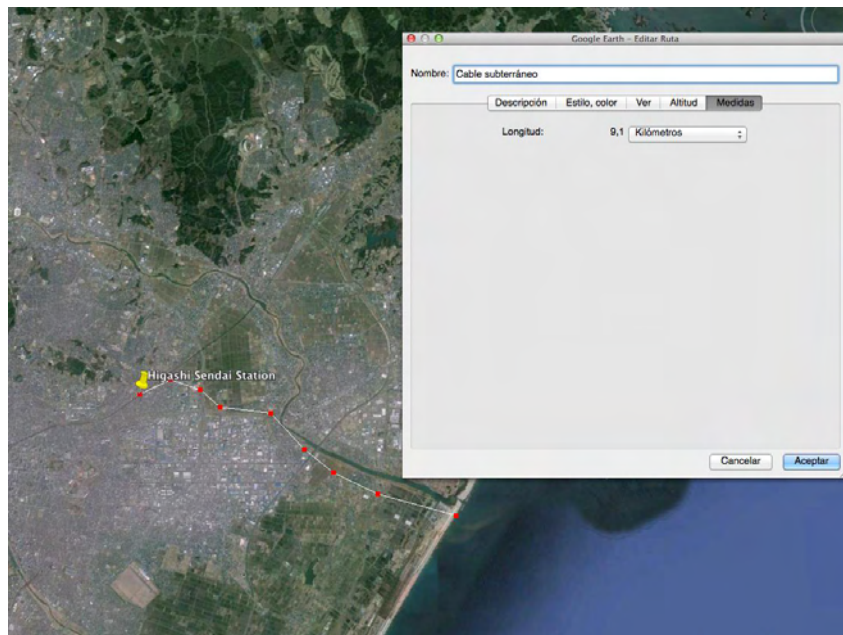 Google Earth - Editar Ruta
Nombre: Cable subterráneo
Descripción Estilo, color Ver Altitud Medidas
Longitud: 9,1 Kilómetros
Higashi Sendai Station
Cancelar Aceptar